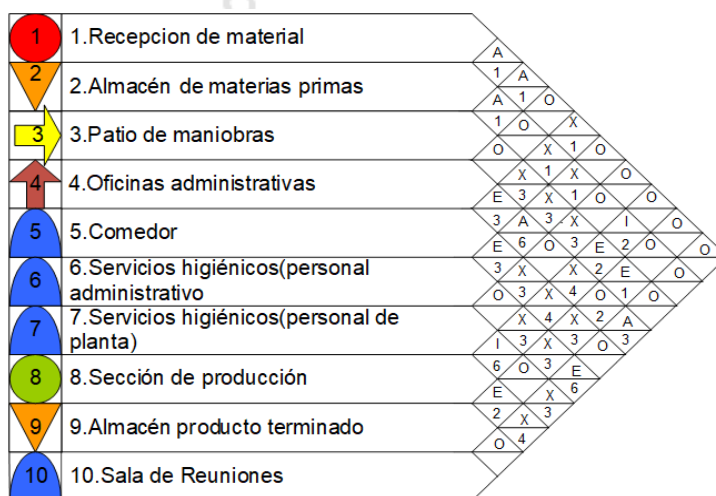 1 1.Recepcion de material
A
1 A
2 2.Almacén de materias primas
A 1 O
1 O X
3 3.Patio de maniobras
O X 1 O
X 1 X O
4 4.Oficinas administrativas
E 3 X 1 O O
3 A 3 X I O
5 5.Comedor
E 6 O 3 E 2 O O
3 X X 2 E O
6 6.Servicios higiénicos(personal
administrativo
O 3 X 4 O 1 O
7 7.Servicios higiénicos(personal de
planta)
X 4 X 2 A
I 3 X 3 O 3
6 O 3 E
8 8.Sección de producción
E X 6
2 X 3
9 9.Almacén producto terminado
O 4
10 10.Sala de Reuniones